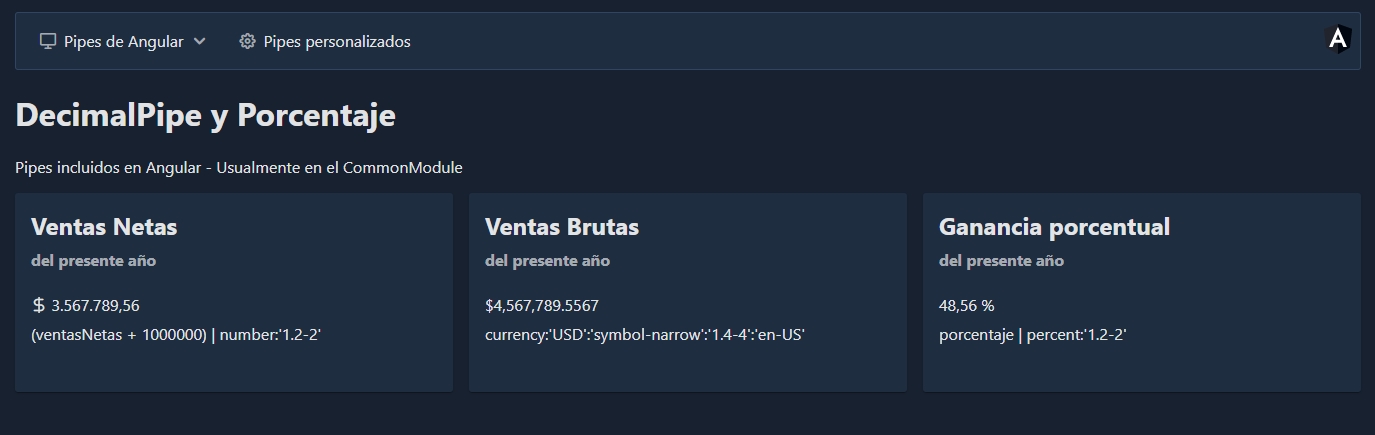 Pipes de Angular
Pipes personalizados
A
DecimalPipe y Porcentaje
Pipes incluidos en Angular - Usualmente en el CommonModule
Ventas Netas
del presente año
$ 3.567.789,56
(ventasNetas + 1000000) | number:'1.2-2'
Ventas Brutas
del presente año
$4,567,789.5567
currency:'USD':'symbol-narrow':'1.4-4':'en-US'
Ganancia porcentual
del presente año
48,56 %
porcentaje | percent:'1.2-2'